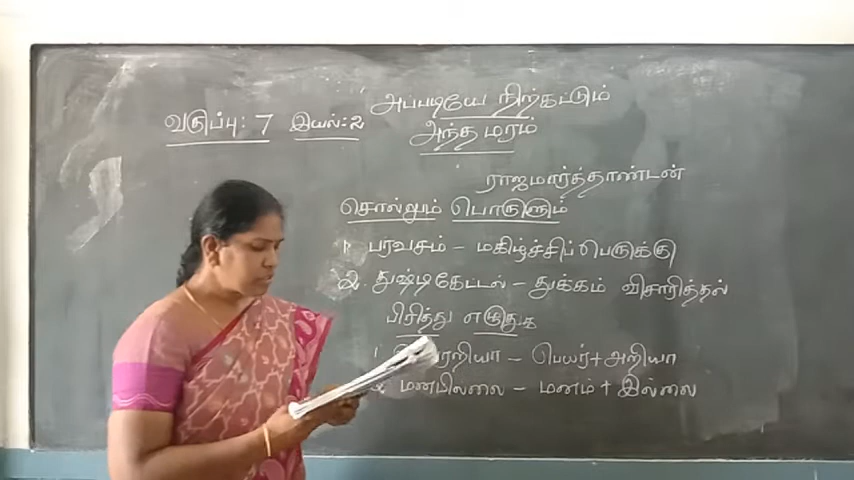 வகுப்பு: 7 இயல்: 2 அப்படியே நிற்கட்டும்
அந்த மரம்
ராஜமார்த்தாண்டன்
சொல்லும் பொருளும்
1. பரவசம் – மகிழ்ச்சிப்பெருக்கு
2. துஷ்டிகேட்டல் – துக்கம் விசாரித்தல்
பிரித்து எழுதுக
– பெயர்+அறியா
மனமில்லை – மனம் + இல்லை